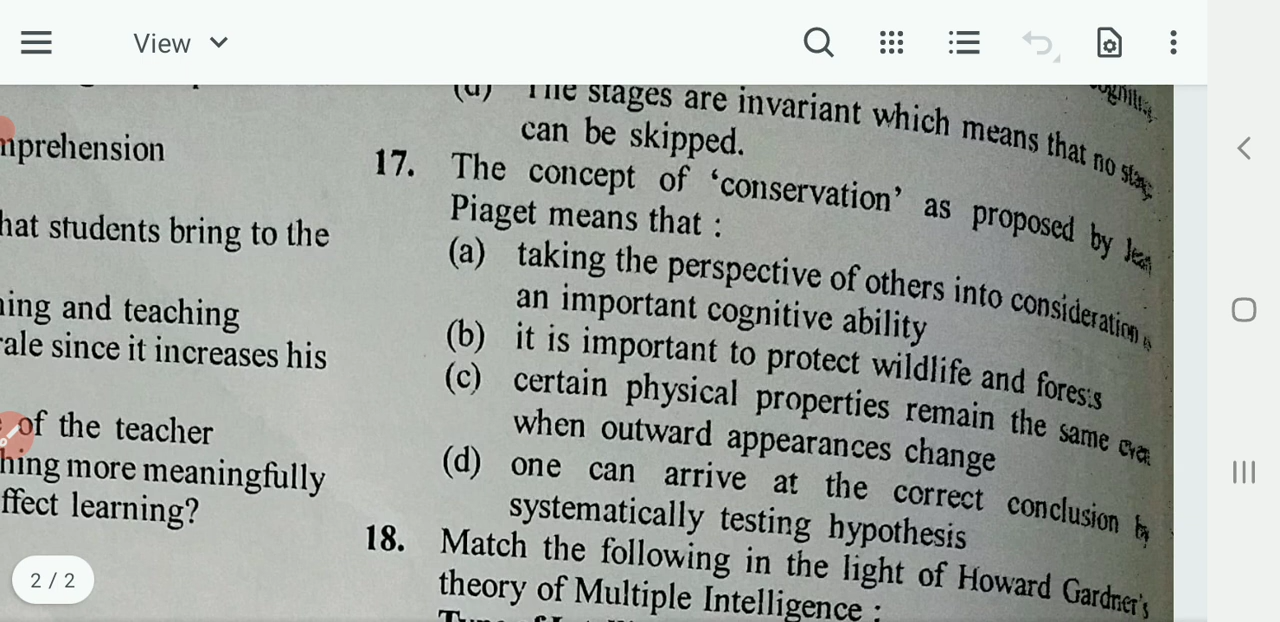 View
mprehension
hat students bring to the
ning and teaching
rale since it increases his
of the teacher
hing more meaningfully
ffect learning?
2 / 2
(d) The stages are invariant which means that no stage
can be skipped.
17. The concept of ‘conservation’ as proposed by Jean
Piaget means that :
(a) taking the perspective of others into consideration is
an important cognitive ability
(b) it is important to protect wildlife and forests
(c) certain physical properties remain the same even
when outward appearances change
(d) one can arrive at the correct conclusion by
systematically testing hypothesis
18. Match the following in the light of Howard Gardner's
theory of Multiple Intelligence :